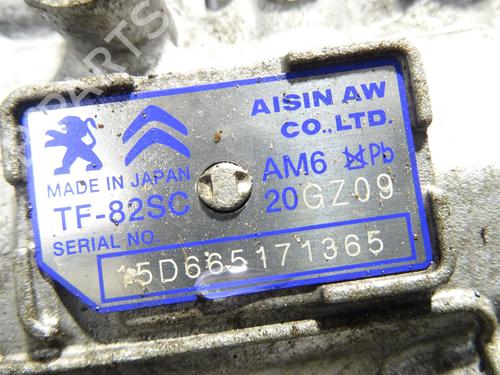 AISIN AW
CO., LTD.
MADE IN JAPAN
AM6 Pb
TF-82SC
20GZ09
SERIAL NO.
15D665171365